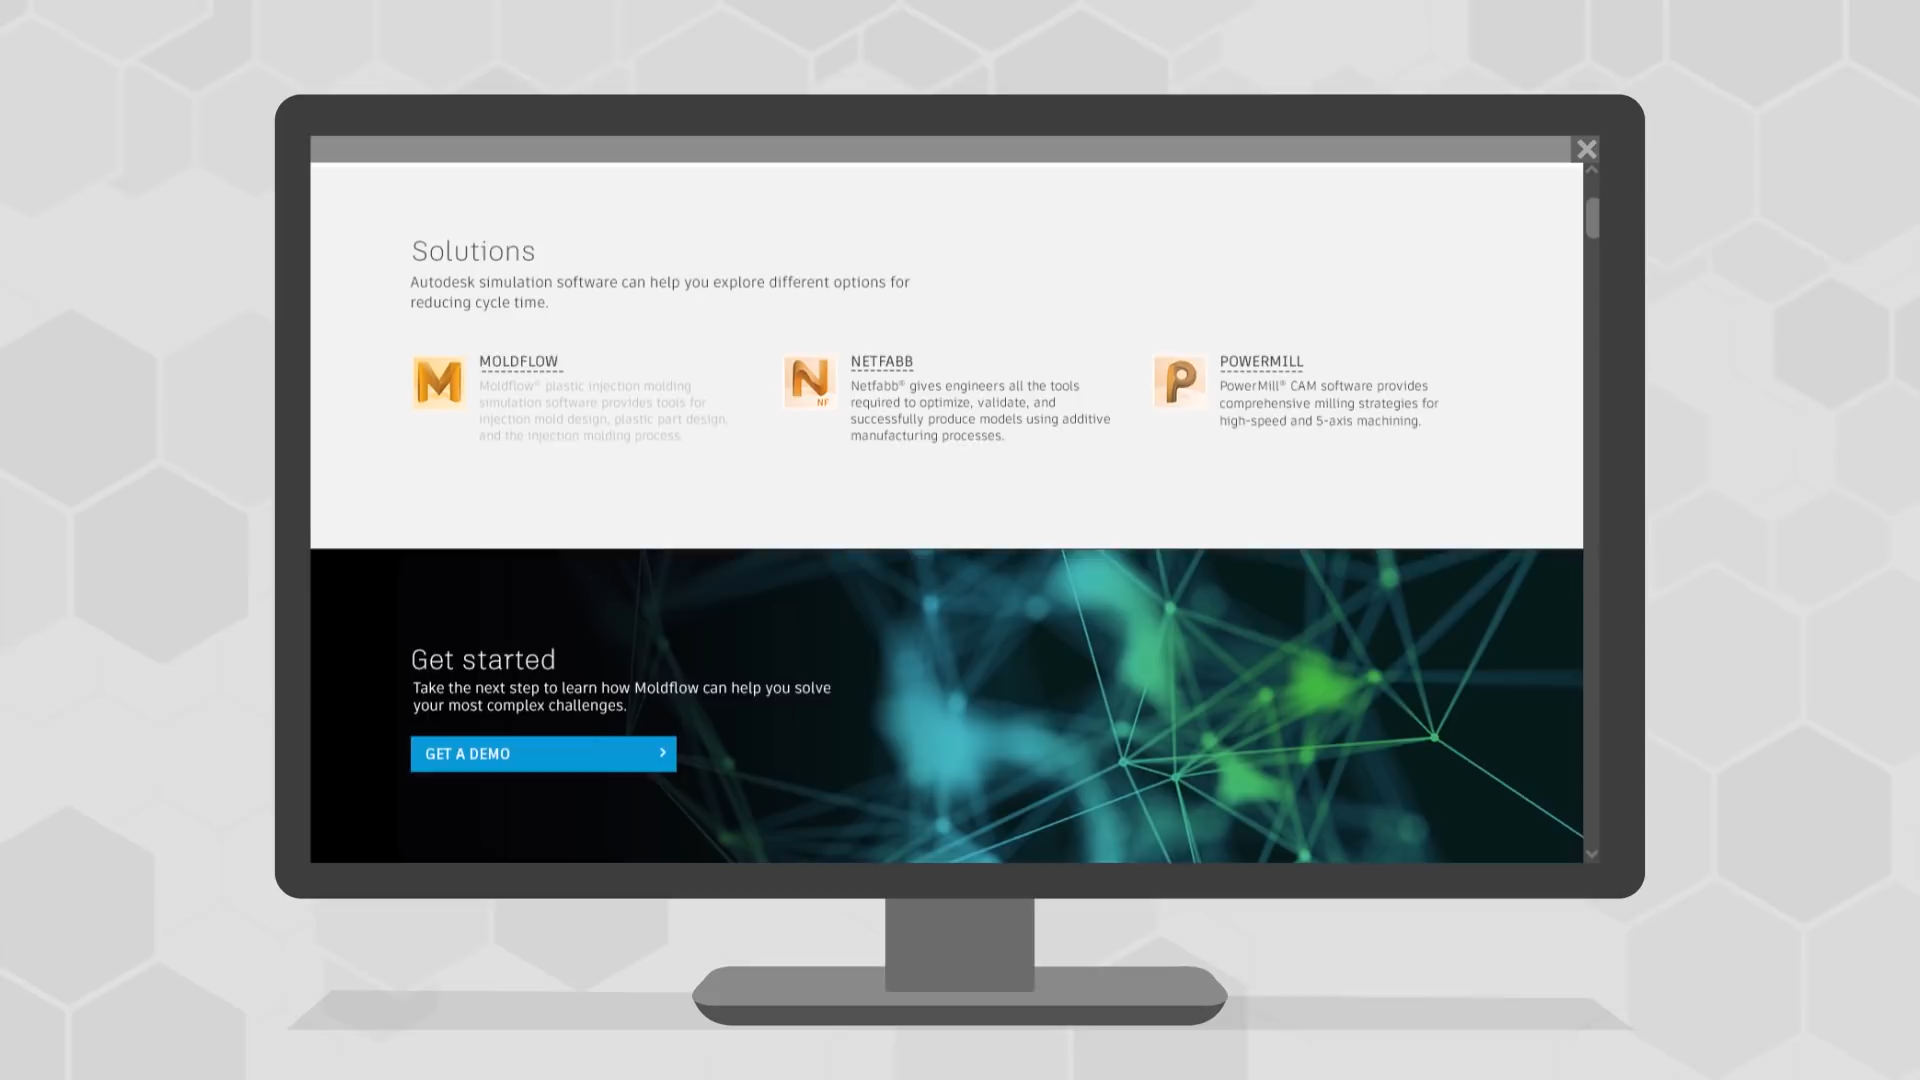 Solutions
Autodesk simulation software can help you explore different options for
reducing cycle time.
M
MOLDFLOW
Moldflow® plastic injection molding
simulation software provides tools for
injection mold design, plastic part design,
and the injection molding process.
N
NF
NETFABB
Netfabb® gives engineers all the tools
required to optimize, validate, and
successfully produce models using additive
manufacturing processes.
P
POWERMILL
PowerMill® CAM software provides
comprehensive milling strategies for
high-speed and 5-axis machining.
Get started
Take the next step to learn how Moldflow can help you solve
your most complex challenges.
GET A DEMO